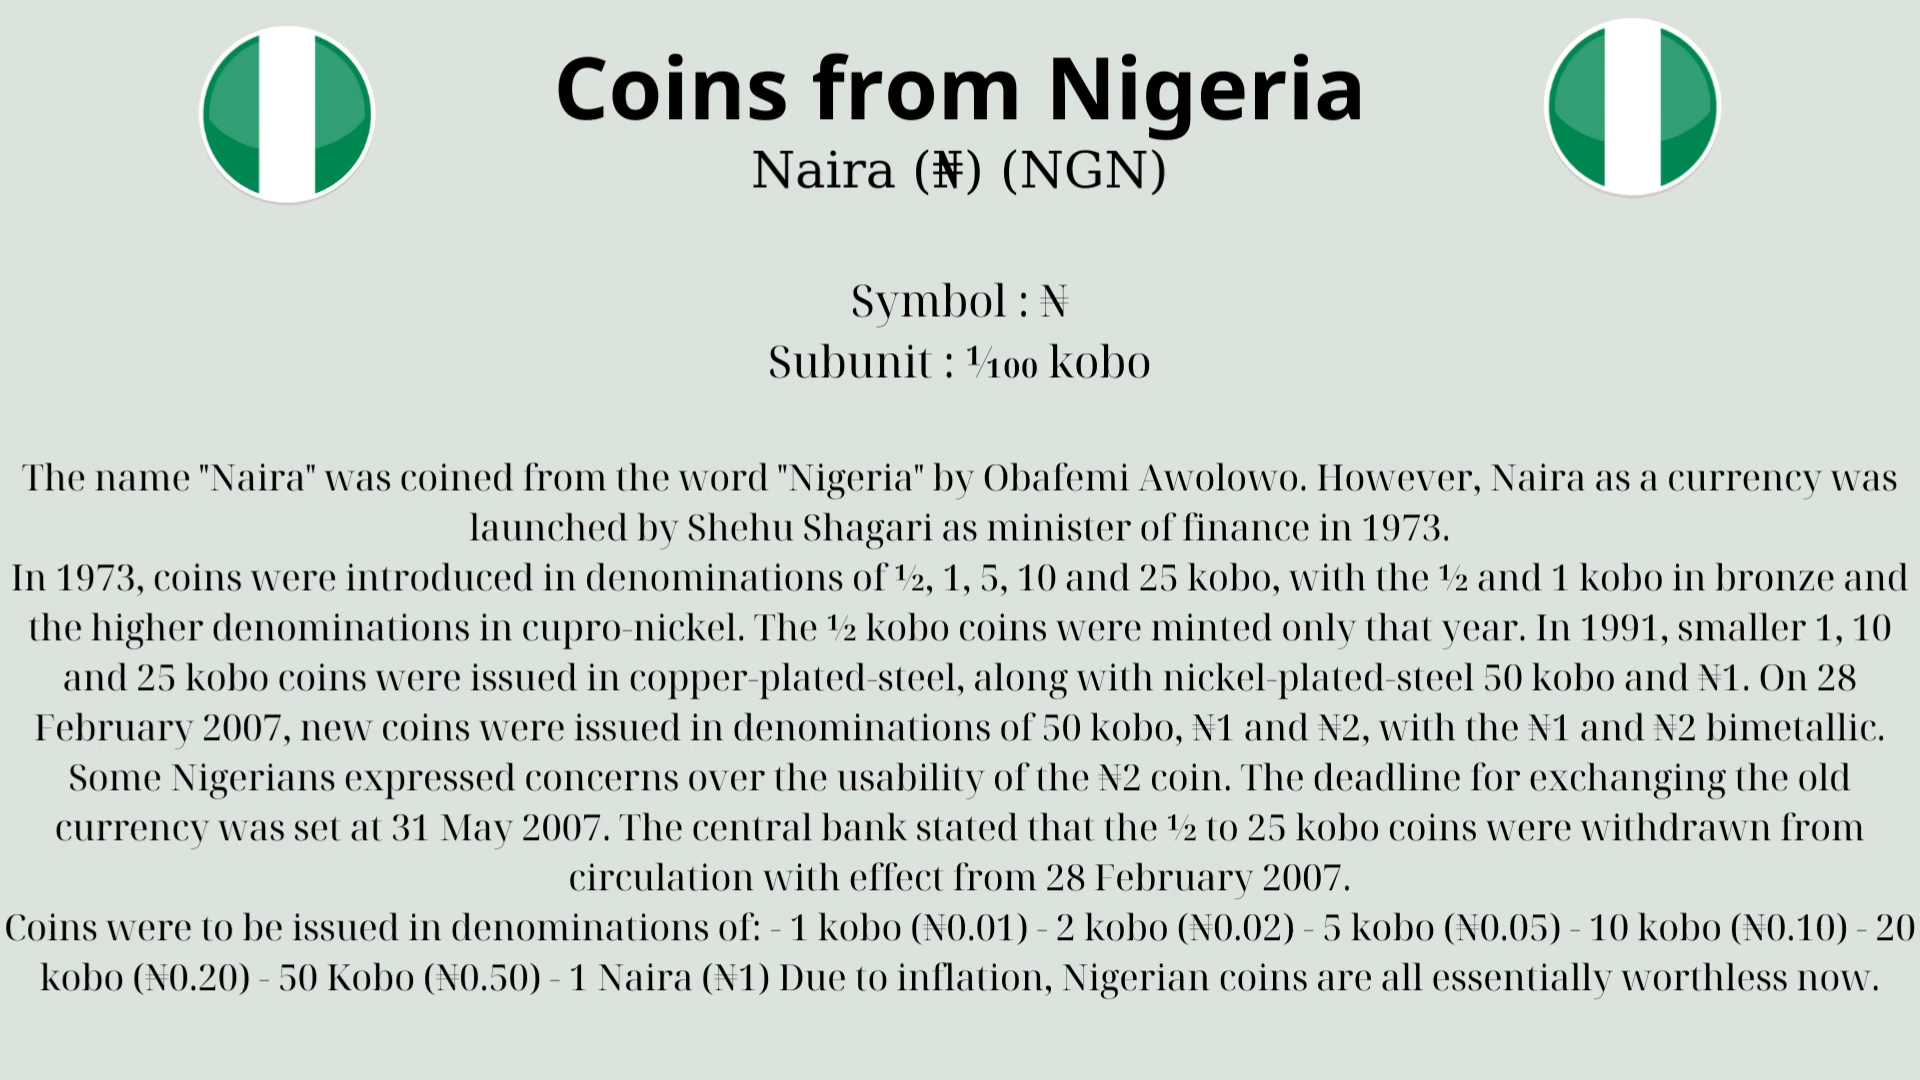 Coins from Nigeria
Naira (₦) (NGN)
Symbol : ₦
Subunit : ¹⁄₁₀₀ kobo
The name "Naira" was coined from the word "Nigeria" by Obafemi Awolowo. However, Naira as a currency was
launched by Shehu Shagari as minister of finance in 1973.
In 1973, coins were introduced in denominations of ½, 1, 5, 10 and 25 kobo, with the ½ and 1 kobo in bronze and
the higher denominations in cupro-nickel. The ½ kobo coins were minted only that year. In 1991, smaller 1, 10
and 25 kobo coins were issued in copper-plated-steel, along with nickel-plated-steel 50 kobo and ₦1. On 28
February 2007, new coins were issued in denominations of 50 kobo, ₦1 and ₦2, with the ₦1 and ₦2 bimetallic.
Some Nigerians expressed concerns over the usability of the ₦2 coin. The deadline for exchanging the old
currency was set at 31 May 2007. The central bank stated that the ½ to 25 kobo coins were withdrawn from
circulation with effect from 28 February 2007.
Coins were to be issued in denominations of: - 1 kobo (₦0.01) - 2 kobo (₦0.02) - 5 kobo (₦0.05) - 10 kobo (₦0.10) - 20
kobo (₦0.20) - 50 Kobo (₦0.50) - 1 Naira (₦1) Due to inflation, Nigerian coins are all essentially worthless now.